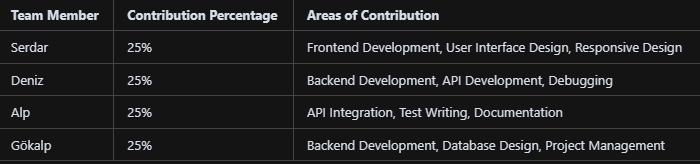 Team Member Contribution Percentage Areas of Contribution
Serdar 25% Frontend Development, User Interface Design, Responsive Design
Deniz 25% Backend Development, API Development, Debugging
Alp 25% API Integration, Test Writing, Documentation
Gökalp 25% Backend Development, Database Design, Project Management